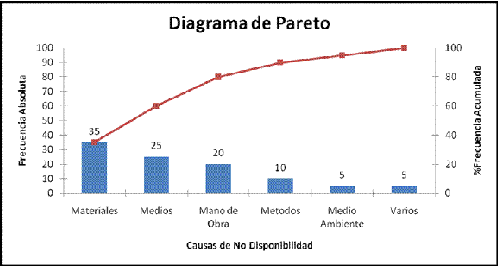 Diagrama de Pareto
Frecuencia Absoluta
100
90
80
70
60
50
40
30
20
10
0
35
25
20
10
5
5
100
80
60
40
20
0
%Frecuencia Acumulada
Materiales
Medios
Mano de
Obra
Metodos
Medio
Ambiente
Varios
Causas de No Disponibilidad